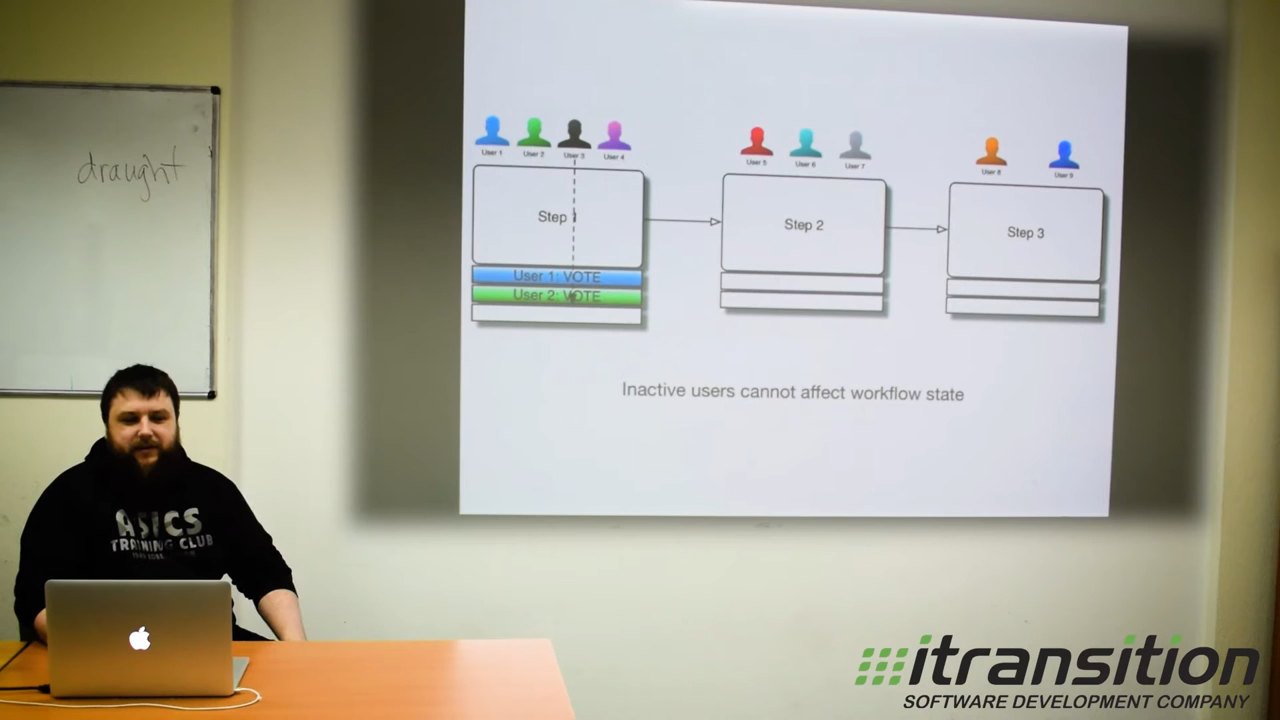 draught
User 1
User 2
User 3
User 4
User 5
User 6
User 7
User 8
User 9
Step 1
Step 2
Step 3
User 1: VOTE
User 2: VOTE
Inactive users cannot affect workflow state
ASICS
TRAINING CLUB
itransition
SOFTWARE DEVELOPMENT COMPANY